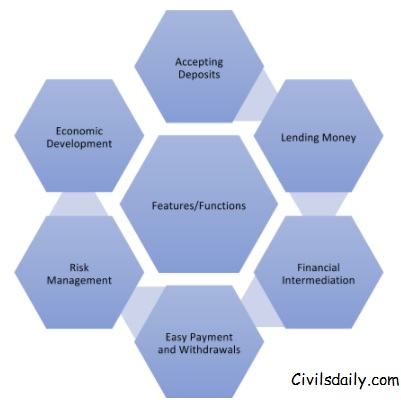 Accepting
Deposits
Lending Money
Financial
Intermediation
Easy Payment
and Withdrawals
Risk
Management
Economic
Development
Features/Functions
Civilsdaily.com